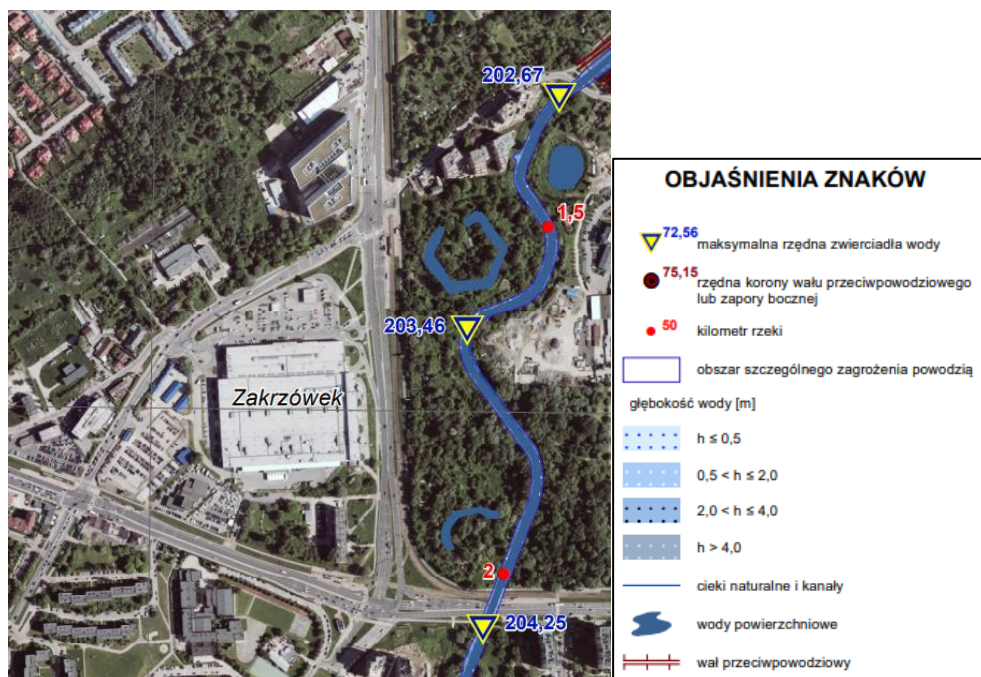 202,67
1,5
203,46
Zakrzówek
2
204,25
OBJAŚNIENIA ZNAKÓW
72,56
maksymalna rzędna zwierciadła wody
75,15
rzędna korony wału przeciwpowodziowego
lub zapory bocznej
50
kilometr rzeki
obszar szczególnego zagrożenia powodzią
głębokość wody [m]
h ≤ 0,5
0,5 < h ≤ 2,0
2,0 < h ≤ 4,0
h > 4,0
cieki naturalne i kanały
wody powierzchniowe
wał przeciwpowodziowy